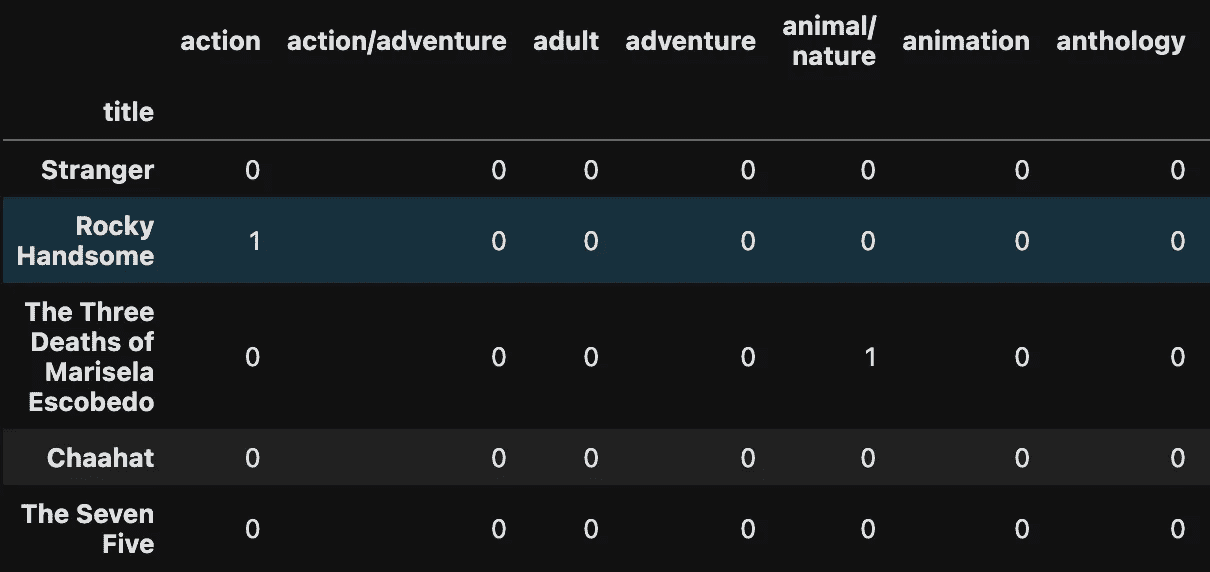 action action/adventure adult adventure animal/ animation anthology
nature
title
Stranger 0 0 0 0 0 0 0
Rocky
Handsome 1 0 0 0 0 0 0
The Three
Deaths of
Marisela
Escobedo 0 0 0 0 1 0 0
Chaahat 0 0 0 0 0 0 0
The Seven
Five 0 0 0 0 0 0 0